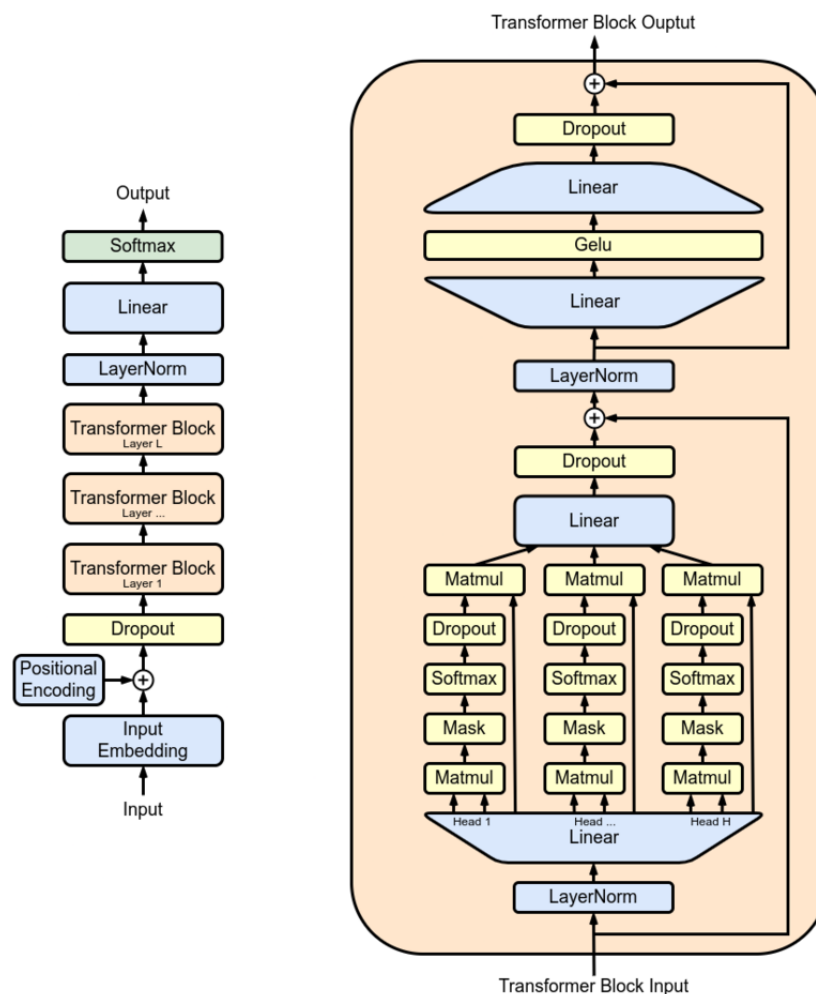 Output
Softmax
Linear
LayerNorm
Transformer Block
Layer L
Transformer Block
Layer ...
Transformer Block
Layer 1
Dropout
Positional
Encoding
Input
Embedding
Input
Transformer Block Ouptut
Dropout
Linear
Gelu
Linear
LayerNorm
Dropout
Linear
Matmul Matmul Matmul
Dropout Dropout Dropout
Softmax Softmax Softmax
Mask Mask Mask
Matmul Matmul Matmul
Head 1 Head ... Head H
Linear
LayerNorm
Transformer Block Input